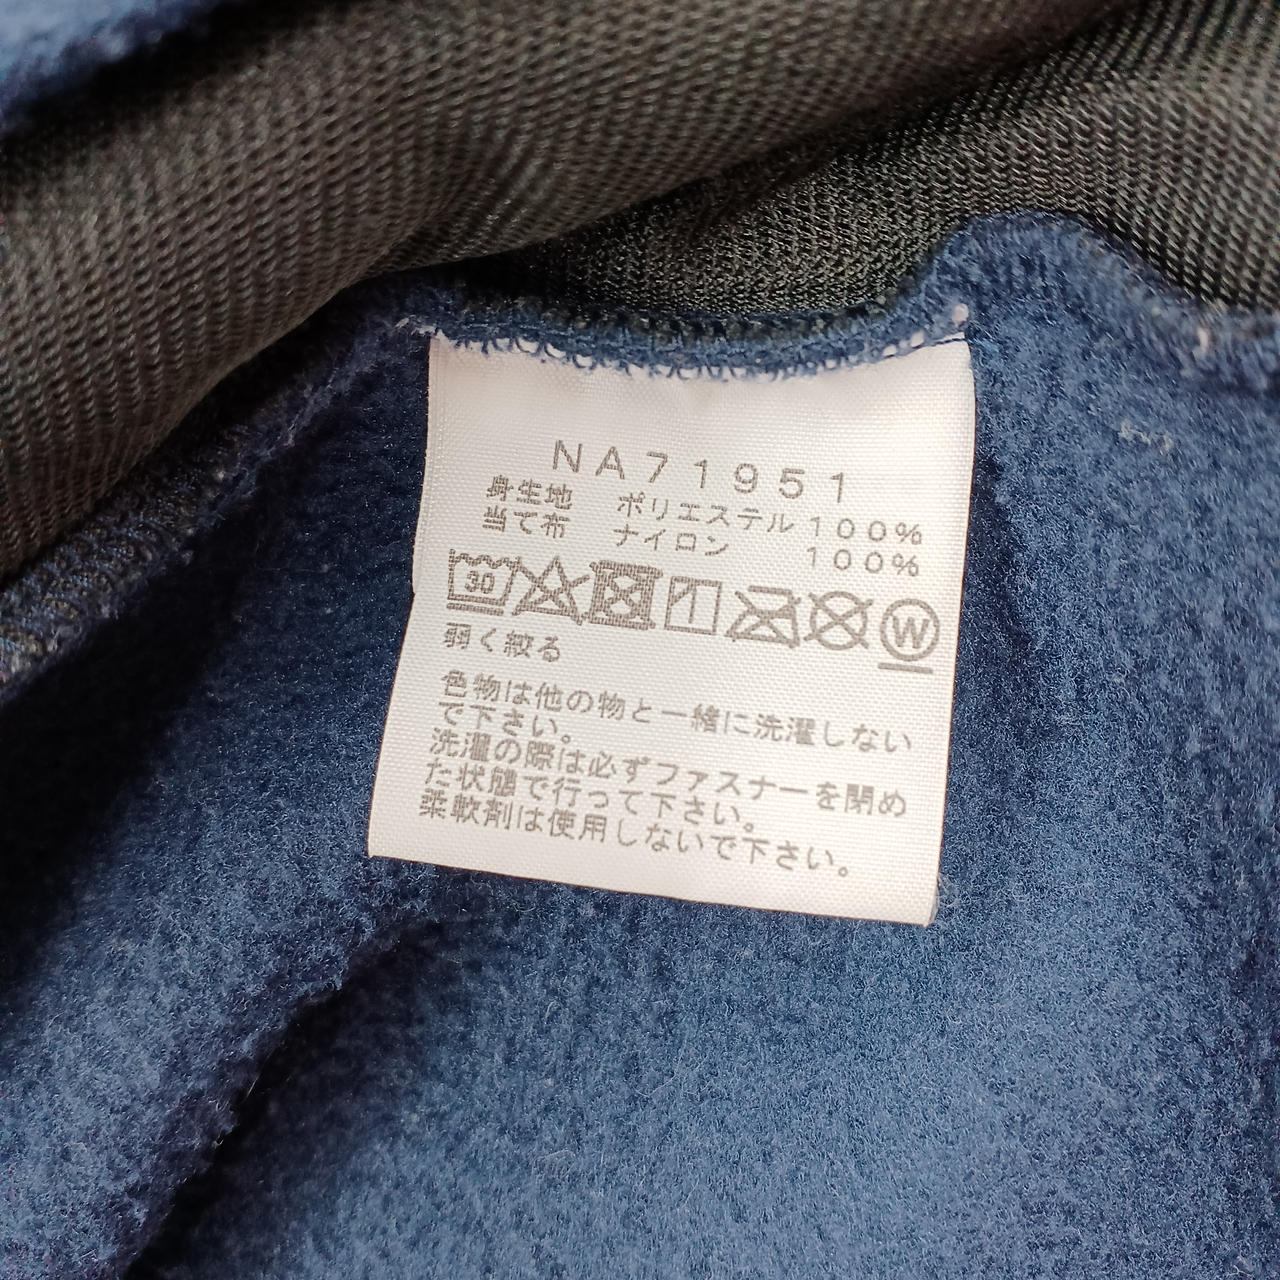 NA71951
身生地 ポリエステル100%
当て布 ナイロン 100%
30 W
弱く絞る
色物は他の物と一緒に洗濯しない
で下さい。
洗濯の際は必ずファスナーを閉め
た状態で行って下さい。
柔軟剤は使用しないで下さい。